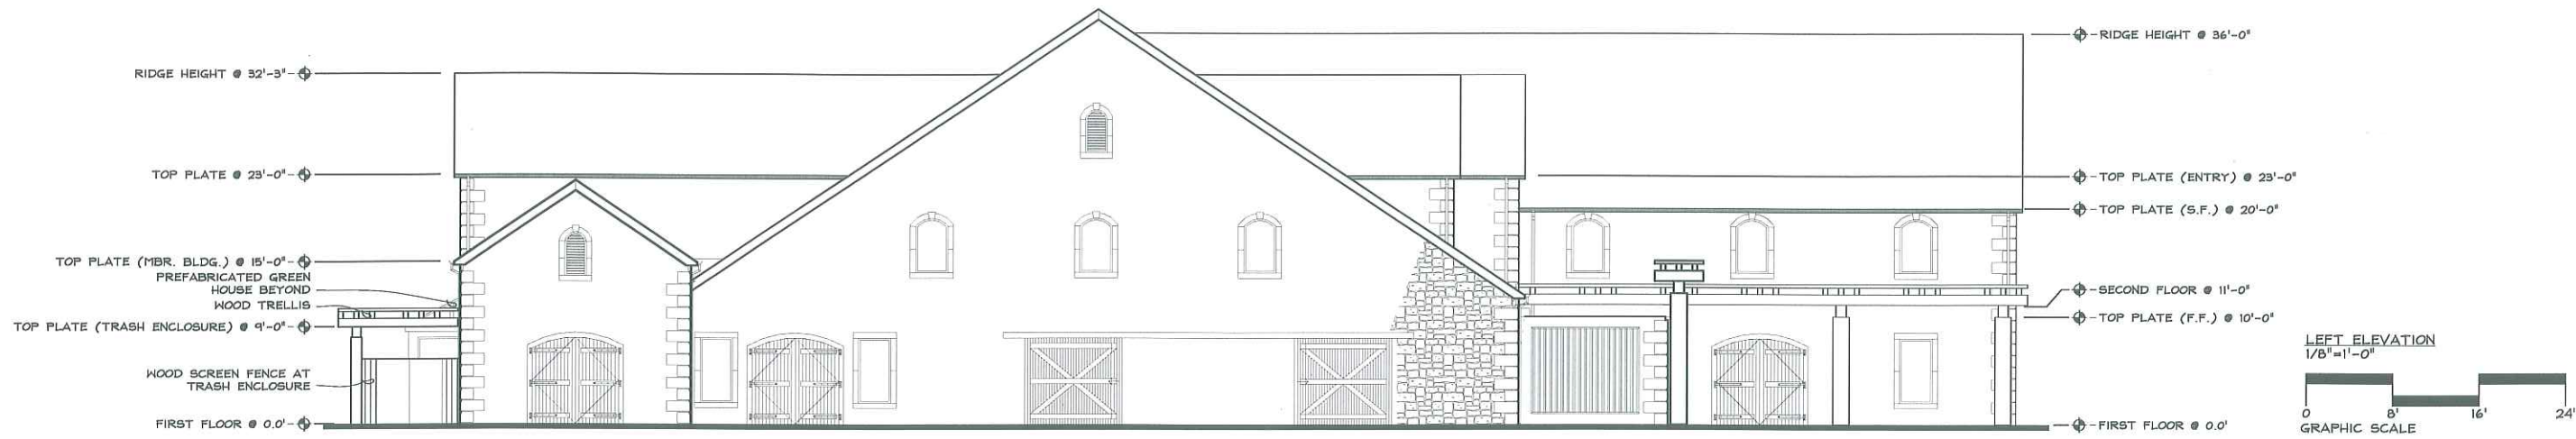 RIDGE HEIGHT @ 32'-3"
TOP PLATE @ 23'-0"
TOP PLATE (MBR. BLDG.) @ 15'-0"
PREFABRICATED GREEN
HOUSE BEYOND
WOOD TRELLIS
TOP PLATE (TRASH ENCLOSURE) @ 9'-0"
WOOD SCREEN FENCE AT
TRASH ENCLOSURE
FIRST FLOOR @ 0.0'
RIDGE HEIGHT @ 36'-0"
TOP PLATE (ENTRY) @ 23'-0"
TOP PLATE (S.F.) @ 20'-0"
SECOND FLOOR @ 11'-0"
TOP PLATE (F.F.) @ 10'-0"
FIRST FLOOR @ 0.0'
LEFT ELEVATION
1/8"=1'-0"
0 8' 16' 24'
GRAPHIC SCALE